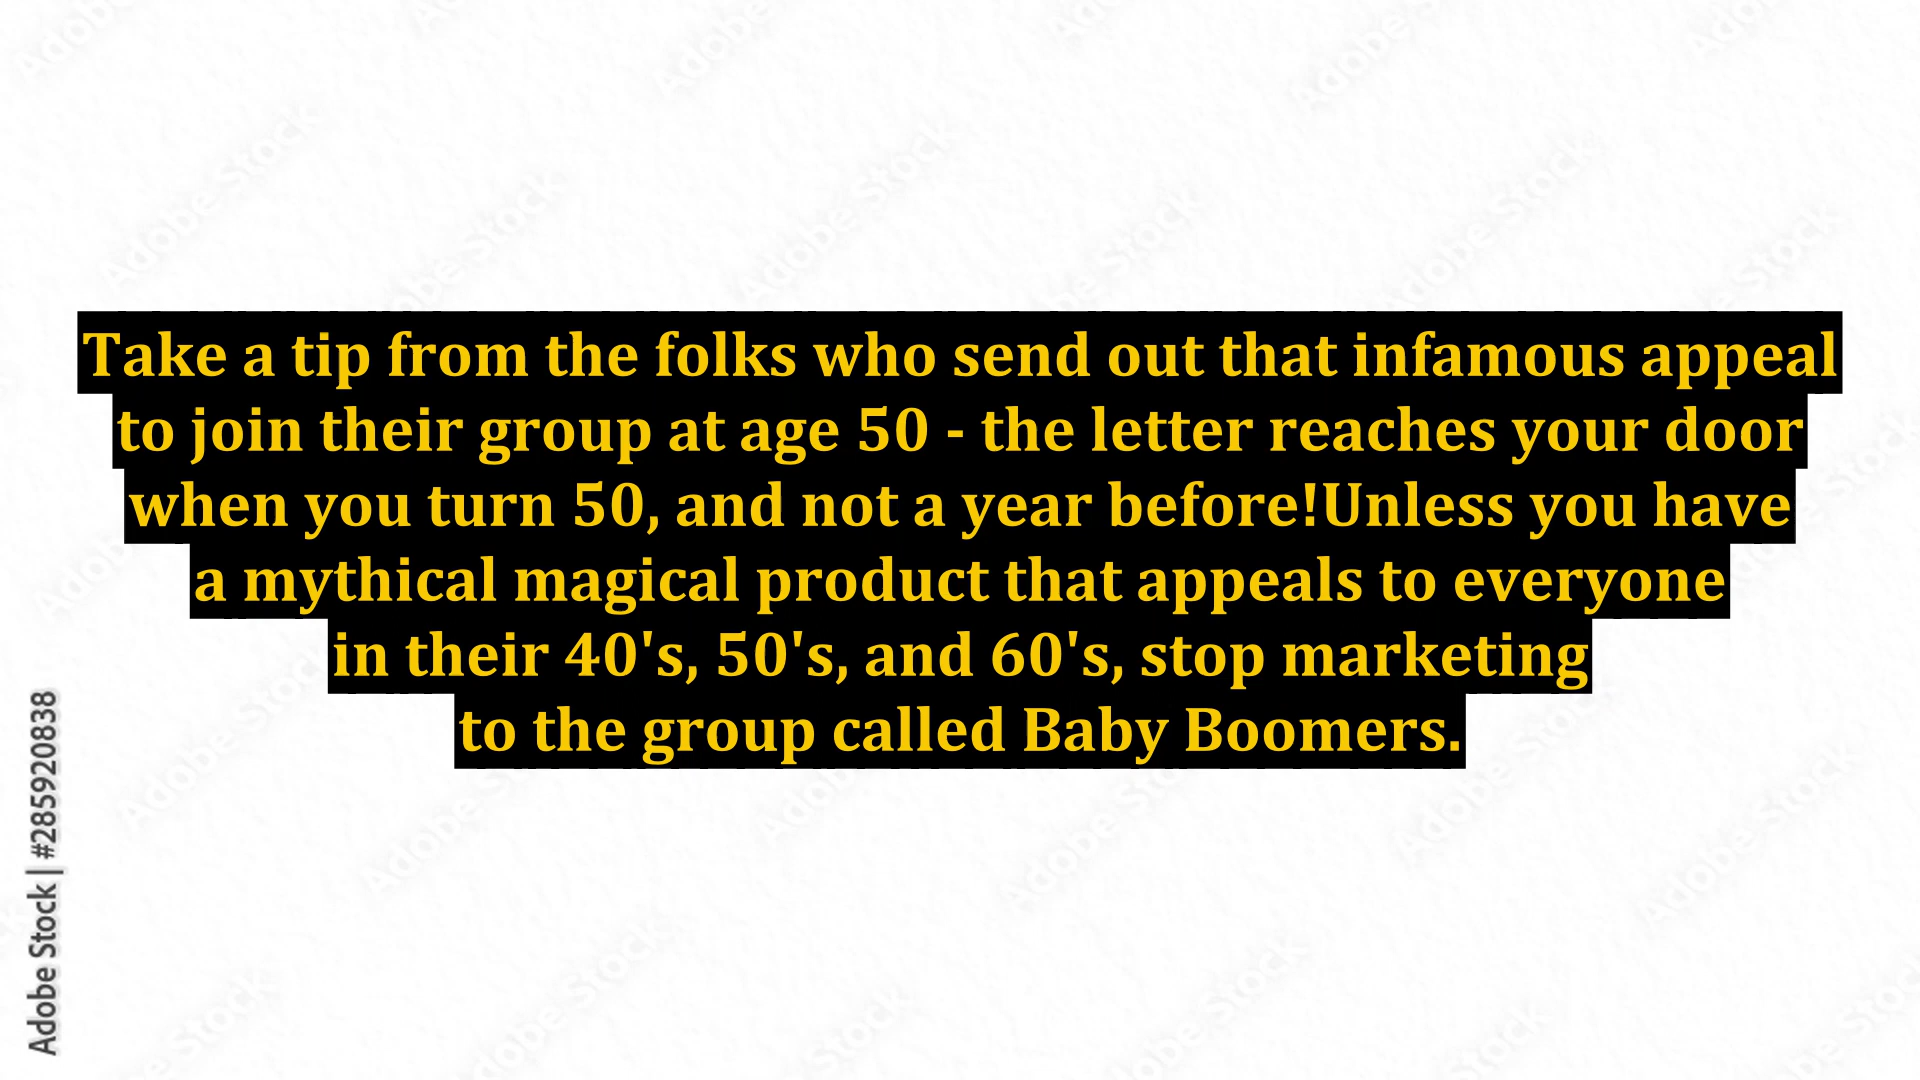 Take a tip from the folks who send out that infamous appeal
to join their group at age 50 - the letter reaches your door
when you turn 50, and not a year before!Unless you have
a mythical magical product that appeals to everyone
in their 40's, 50's, and 60's, stop marketing
to the group called Baby Boomers.
Adobe Stock | #285920838